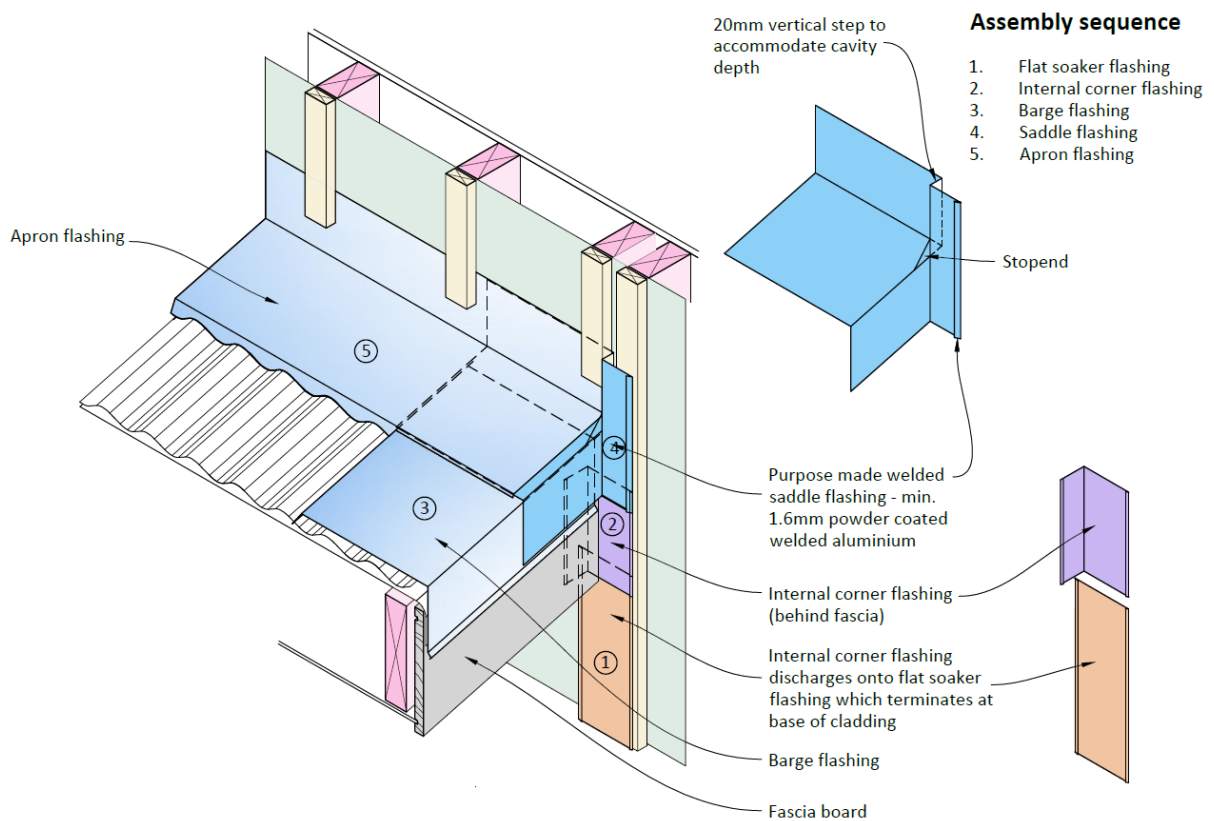 20mm vertical step to
accommodate cavity
depth
Assembly sequence
1. Flat soaker flashing
2. Internal corner flashing
3. Barge flashing
4. Saddle flashing
5. Apron flashing
Apron flashing
Stopend
5
4
3
2
1
Purpose made welded
saddle flashing - min.
1.6mm powder coated
welded aluminium
Internal corner flashing
(behind fascia)
Internal corner flashing
discharges onto flat soaker
flashing which terminates at
base of cladding
Barge flashing
Fascia board